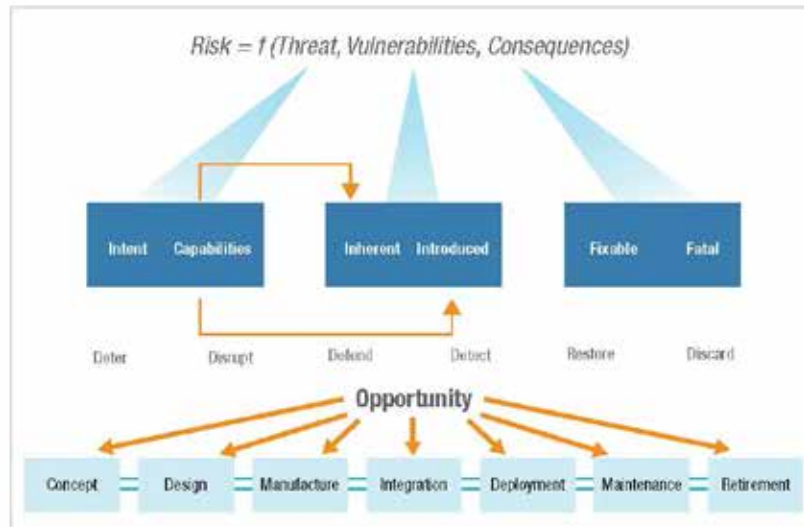 Risk = f (Threat, Vulnerabilities, Consequences)
Intent Capabilities Inherent Introduced Fixable Fatal
Deter Disrupt Defend Detect Restore Discard
Opportunity
Concept Design Manufacture Integration Deployment Maintenance Retirement